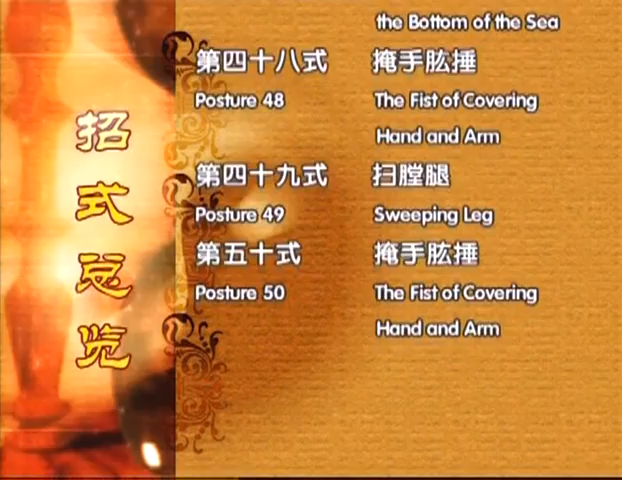 招式总览
the Bottom of the Sea
第四十八式 掩手肱捶
Posture 48 The Fist of Covering
Hand and Arm
第四十九式 扫膛腿
Posture 49 Sweeping Leg
第五十式 掩手肱捶
Posture 50 The Fist of Covering
Hand and Arm